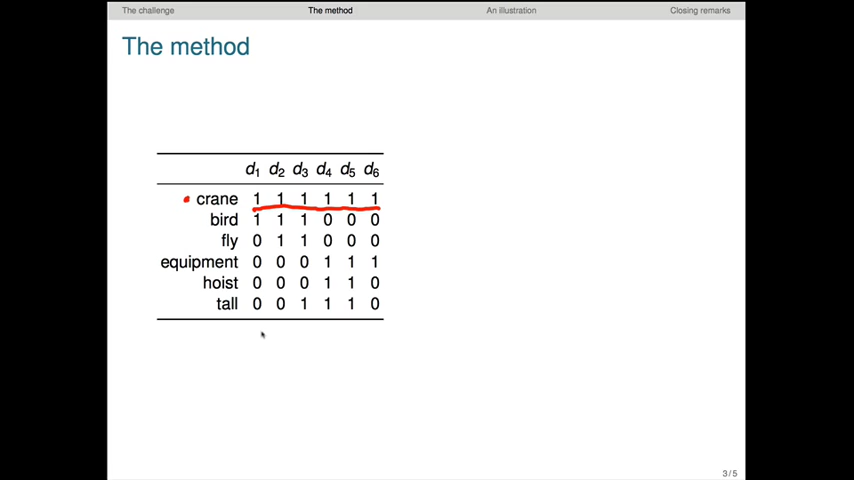 The challenge The method An illustration Closing remarks
The method
d1 d2 d3 d4 d5 d6
crane 1 1 1 1 1 1
bird 1 1 1 0 0 0
fly 0 1 1 0 0 0
equipment 0 0 0 1 1 1
hoist 0 0 0 1 1 0
tall 0 0 1 1 1 0
3 / 5